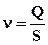 v = Q/S